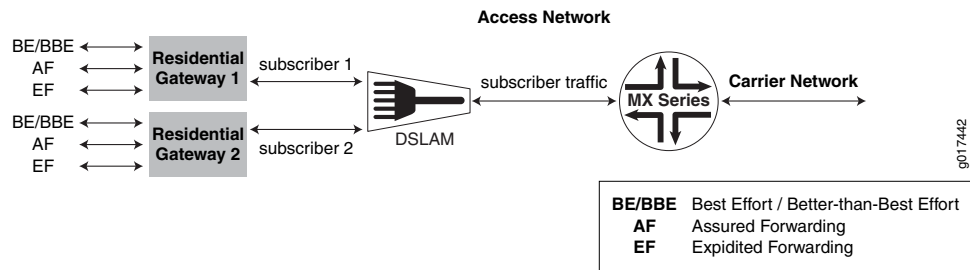 Access Network
BE/BBE
AF
EF
Residential
Gateway 1
subscriber 1
BE/BBE
AF
EF
Residential
Gateway 2
subscriber 2
DSLAM
subscriber traffic
MX Series
Carrier Network
g017442
BE/BBE Best Effort / Better-than-Best Effort
AF Assured Forwarding
EF Expidited Forwarding